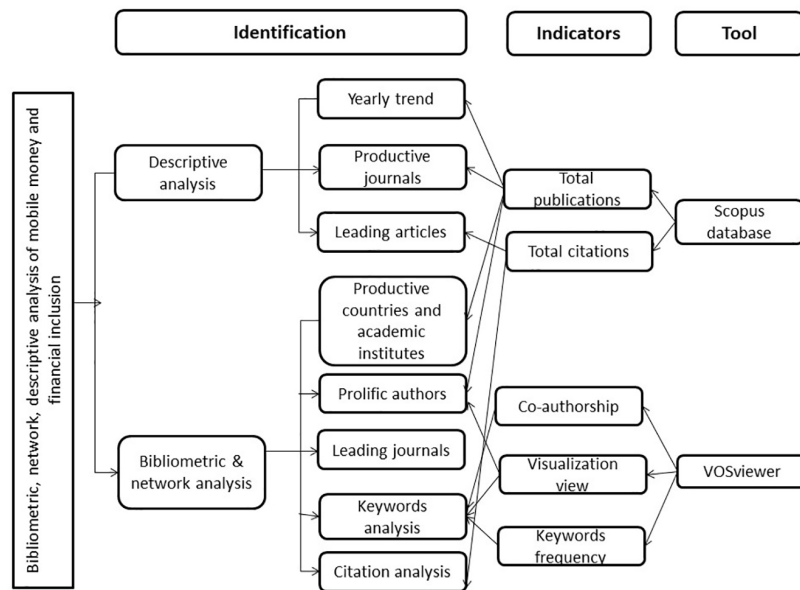 Identification
Indicators
Tool
Bibliometric, network, descriptive analysis of mobile money and
financial inclusion
Descriptive
analysis
Bibliometric &
network analysis
Yearly trend
Productive
journals
Leading articles
Productive
countries and
academic
institutes
Prolific authors
Leading journals
Keywords
analysis
Citation analysis
Total
publications
Total citations
Co-authorship
Visualization
view
Keywords
frequency
Scopus
database
VOSviewer